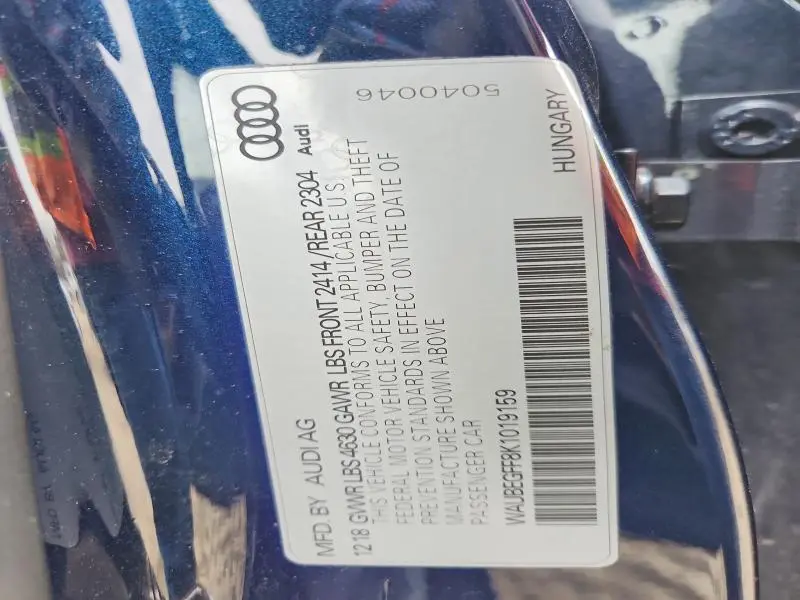 MFD. BY AUDI AG
Audi
1218 GVWR LBS 4630 GAWR LBS FRONT 2414/REAR 2304
THIS VEHICLE CONFORMS TO ALL APPLICABLE U.S.
FEDERAL MOTOR VEHICLE SAFETY, BUMPER AND THEFT
PREVENTION STANDARDS IN EFFECT ON THE DATE OF
MANUFACTURE SHOWN ABOVE
PASSENGER CAR
5040046
WAUBEGFF8K1019159
HUNGARY